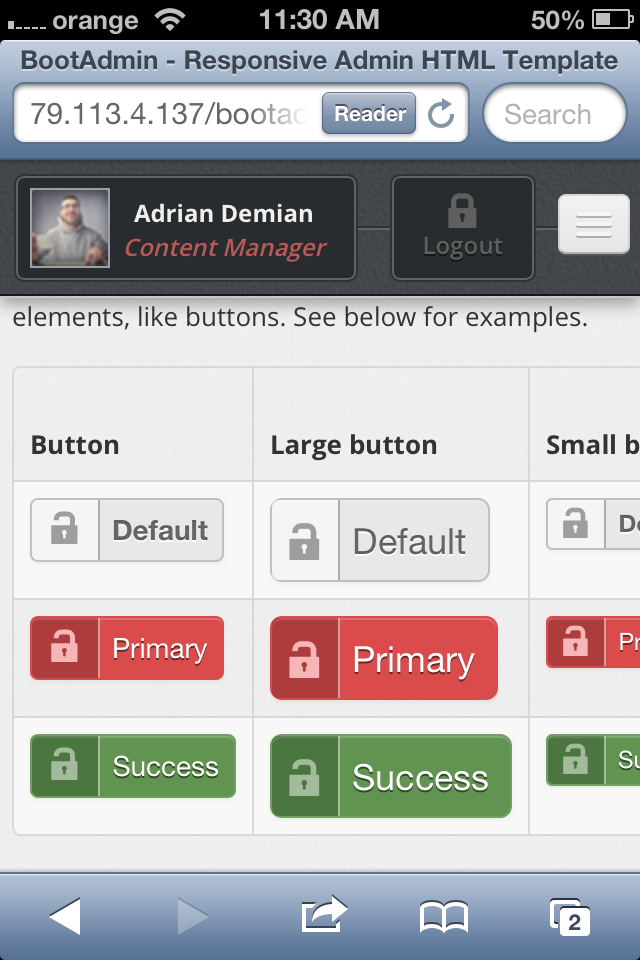 orange 11:30 AM 50%
BootAdmin - Responsive Admin HTML Template
79.113.4.137/bootac Reader Search
Adrian Demian
Content Manager
Logout
elements, like buttons. See below for examples.
Button Large button Small b
Default Default De
Primary Primary Pr
Success Success Su
2